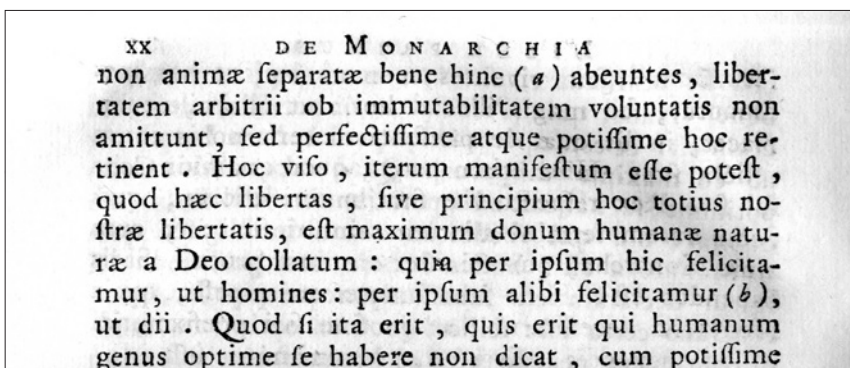 XX DE MONARCHIA
non animæ ſeparatæ bene hinc (a) abeuntes, liber-
tatem arbitrii ob immutabilitatem voluntatis non
amittunt, ſed perfectiſſime atque potiſſime hoc re-
tinent. Hoc viſo, iterum manifeſtum eſſe poteſt,
quod hæc libertas, ſive principium hoc totius no-
ſtræ libertatis, eſt maximum donum humanæ natu-
ræ a Deo collatum: quia per ipſum hic felicita-
mur, ut homines: per ipſum alibi felicitamur (b),
ut dii. Quod ſi ita erit, quis erit qui humanum
genus optime ſe habere non dicat, cum potiſſime